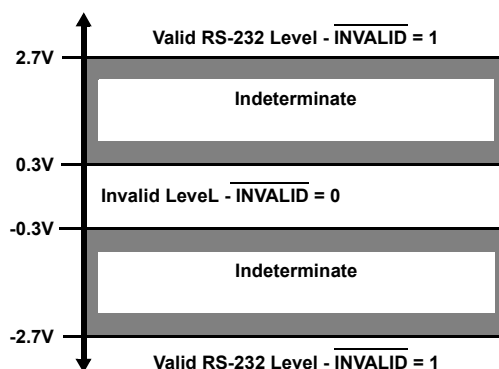 Valid RS-232 Level - INVALID = 1
2.7V
Indeterminate
0.3V
Invalid LeveL - INVALID = 0
-0.3V
Indeterminate
-2.7V
Valid RS-232 Level - INVALID = 1